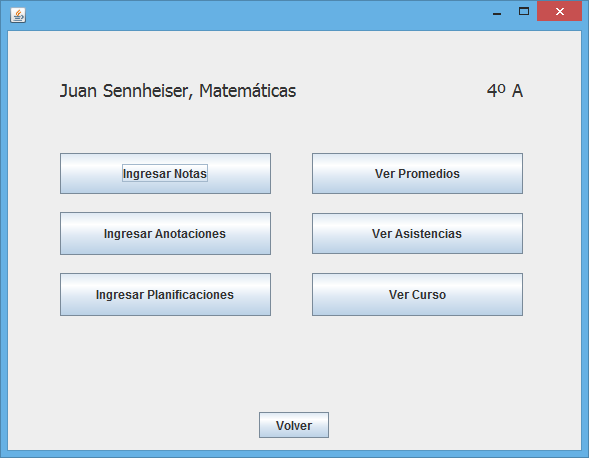 Juan Sennheiser, Matemáticas 4º A
Ingresar Notas Ver Promedios
Ingresar Anotaciones Ver Asistencias
Ingresar Planificaciones Ver Curso
Volver